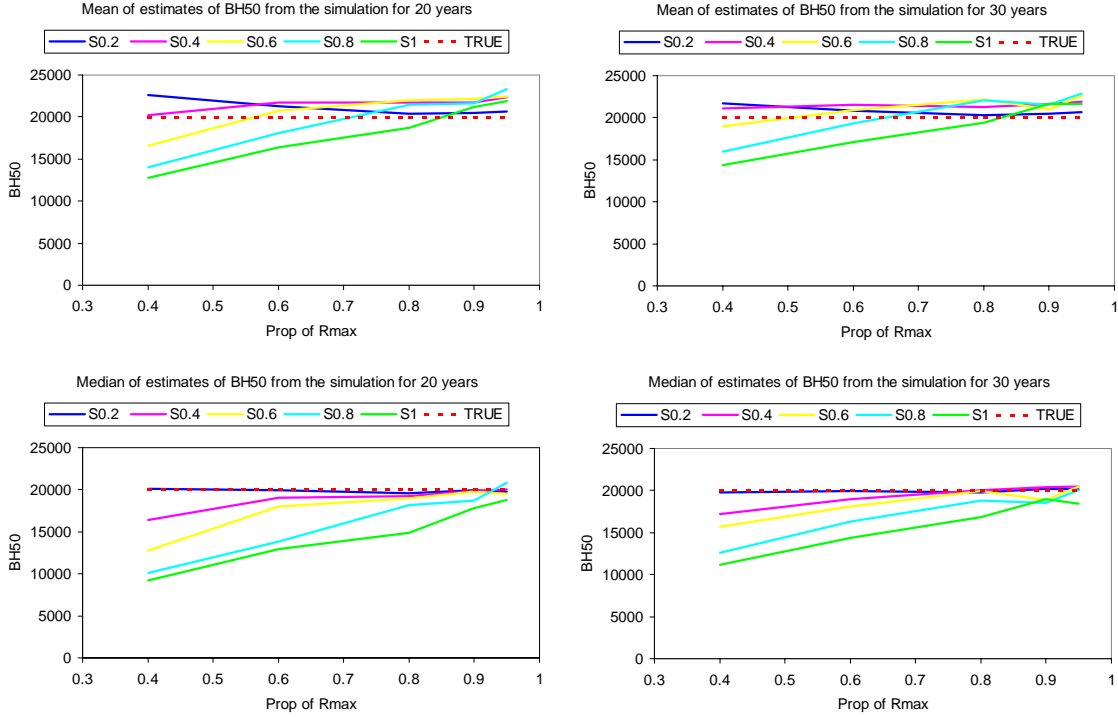 Mean of estimates of BH50 from the simulation for 20 years
S0.2 S0.4 S0.6 S0.8 S1 TRUE
25000
20000
15000
10000
5000
0
BH50
0.3 0.4 0.5 0.6 0.7 0.8 0.9 1
Prop of Rmax
Mean of estimates of BH50 from the simulation for 30 years
S0.2 S0.4 S0.6 S0.8 S1 TRUE
25000
20000
15000
10000
5000
0
BH50
0.3 0.4 0.5 0.6 0.7 0.8 0.9 1
Prop of Rmax
Median of estimates of BH50 from the simulation for 20 years
S0.2 S0.4 S0.6 S0.8 S1 TRUE
25000
20000
15000
10000
5000
0
BH50
0.3 0.4 0.5 0.6 0.7 0.8 0.9 1
Prop of Rmax
Median of estimates of BH50 from the simulation for 30 years
S0.2 S0.4 S0.6 S0.8 S1 TRUE
25000
20000
15000
10000
5000
0
BH50
0.3 0.4 0.5 0.6 0.7 0.8 0.9 1
Prop of Rmax